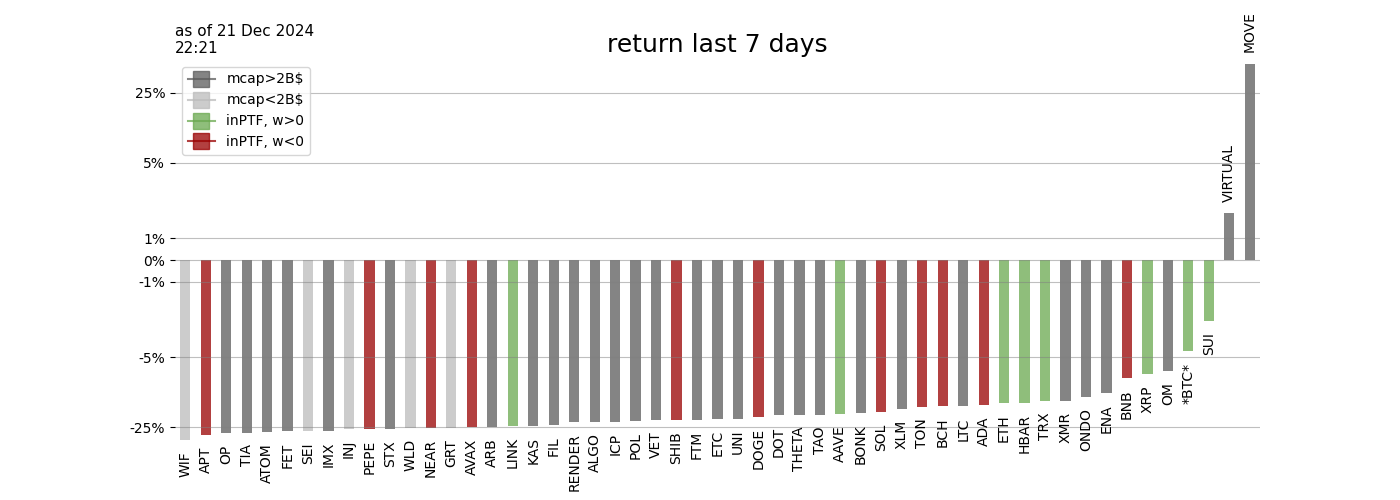 as of 21 Dec 2024
22:21
return last 7 days
mcap>2B$
mcap<2B$
inPTF, w>0
inPTF, w<0
25%
5%
1%
0%
-1%
-5%
-25%
WIF
APT
OP
TIA
ATOM
FET
SEI
IMX
INJ
PEPE
STX
WLD
NEAR
GRT
AVAX
ARB
LINK
KAS
FIL
RENDER
ALGO
ICP
POL
VET
SHIB
FTM
ETC
UNI
DOGE
DOT
THETA
TAO
AAVE
BONK
SOL
XLM
TON
BCH
LTC
ADA
ETH
HBAR
TRX
XMR
ONDO
ENA
BNB
XRP
OM
*BTC*
SUI
VIRTUAL
MOVE